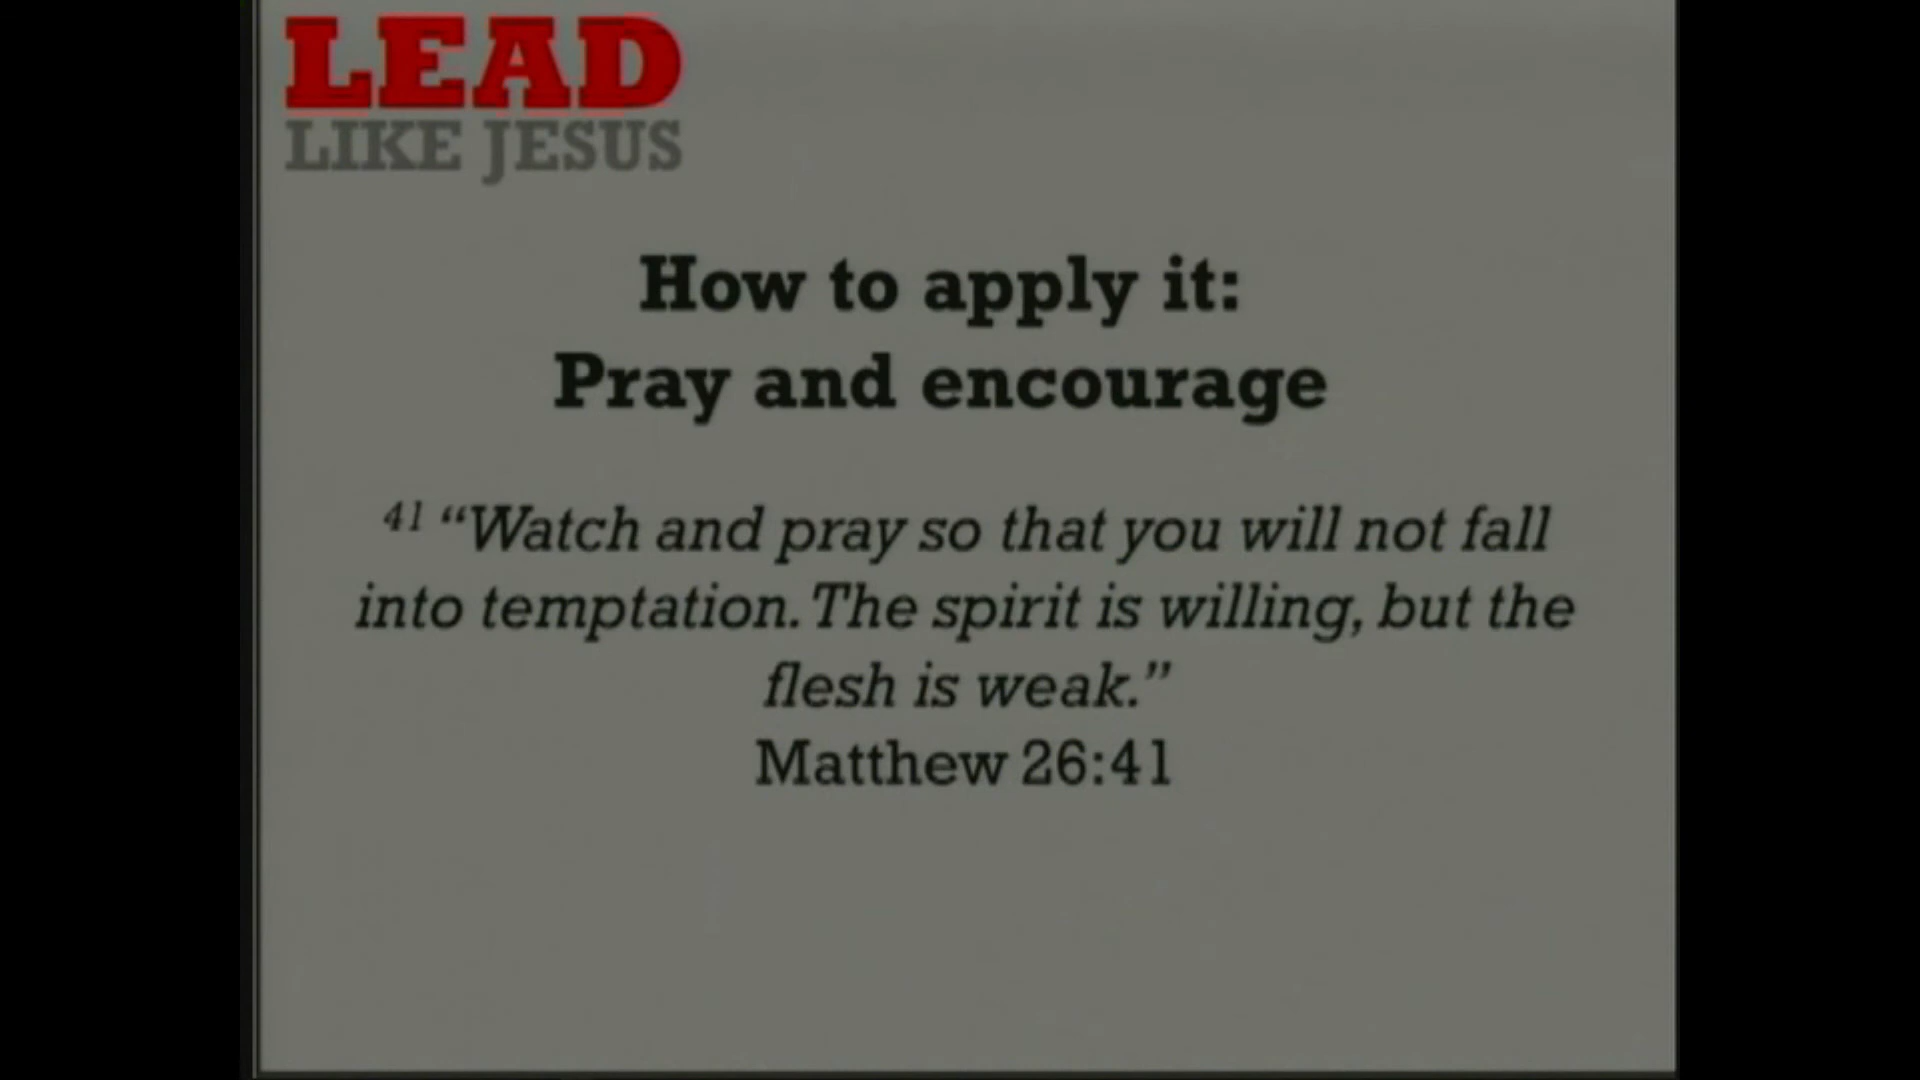 LEAD
LIKE JESUS
How to apply it:
Pray and encourage
41 “Watch and pray so that you will not fall
into temptation. The spirit is willing, but the
flesh is weak.”
Matthew 26:41